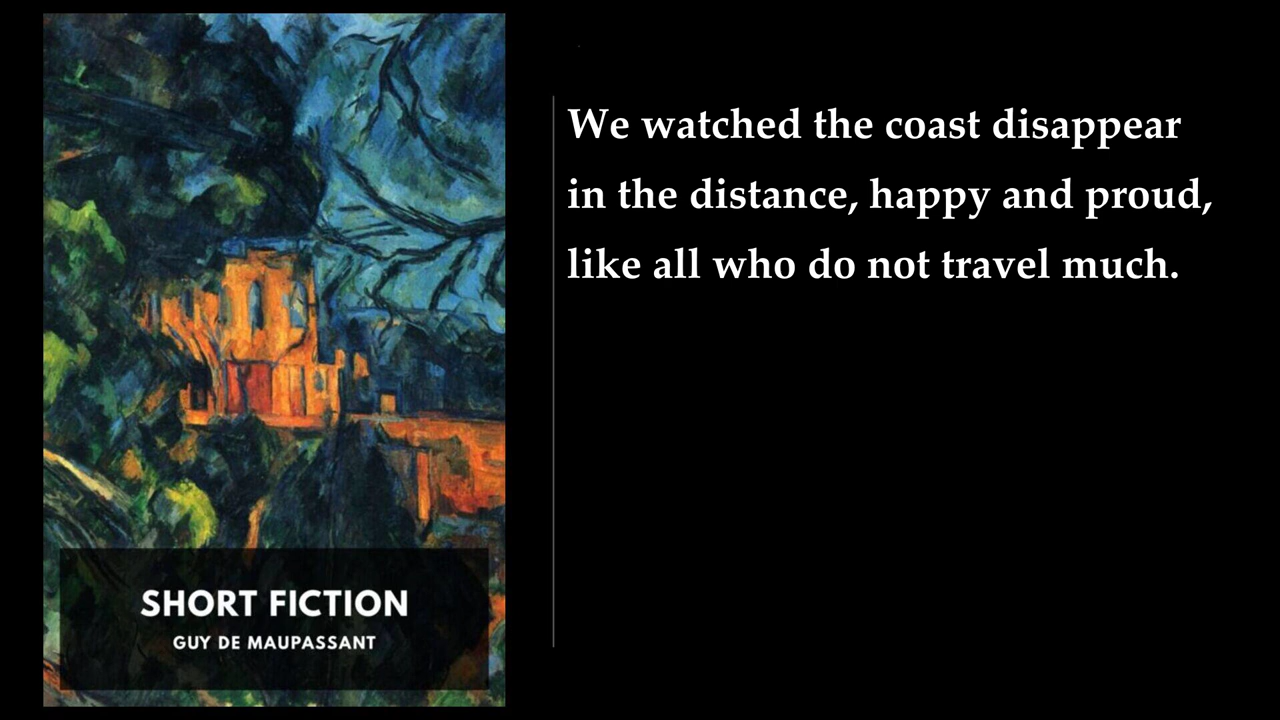 We watched the coast disappear
in the distance, happy and proud,
like all who do not travel much.
SHORT FICTION
GUY DE MAUPASSANT